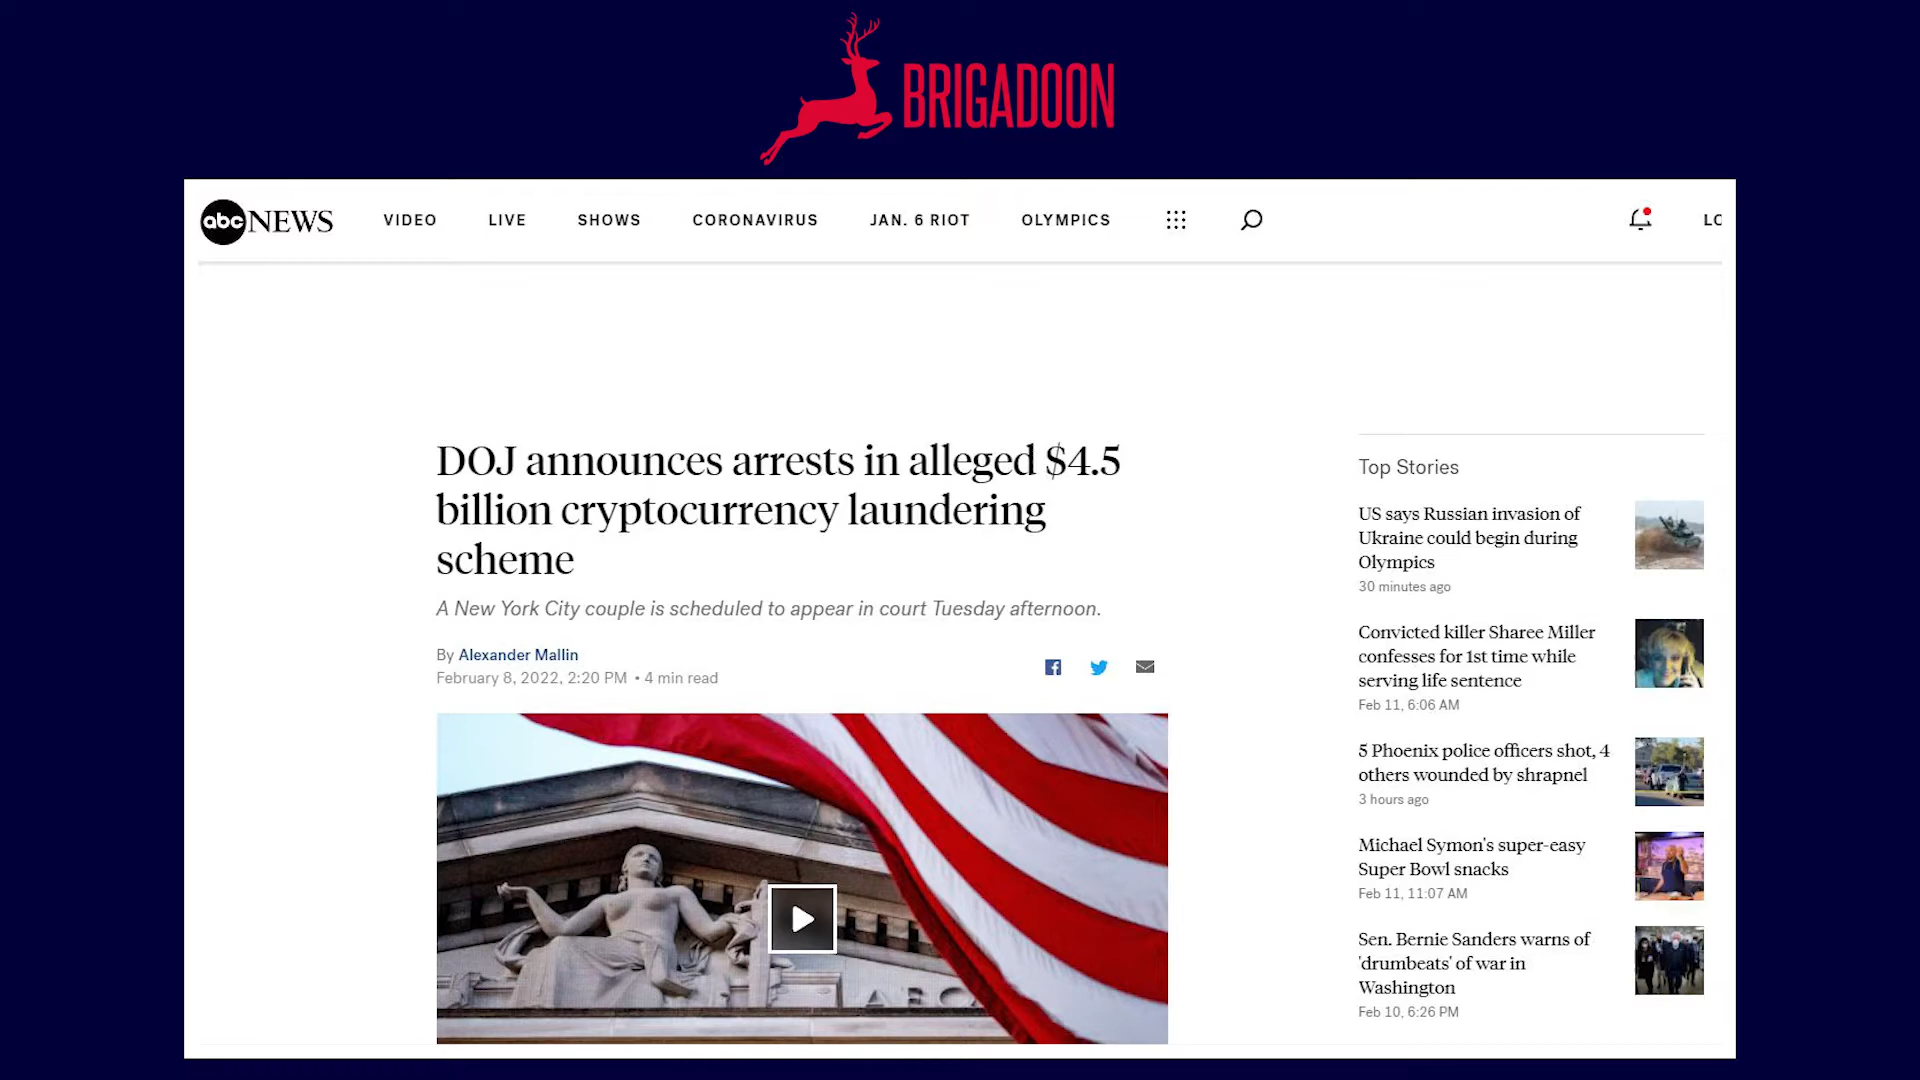 BRIGADOON
abc NEWS
VIDEO
LIVE
SHOWS
CORONAVIRUS
JAN. 6 RIOT
OLYMPICS
LO
DOJ announces arrests in alleged $4.5
billion cryptocurrency laundering
scheme
A New York City couple is scheduled to appear in court Tuesday afternoon.
By Alexander Mallin
February 8, 2022, 2:20 PM • 4 min read
Top Stories
US says Russian invasion of
Ukraine could begin during
Olympics
30 minutes ago
Convicted killer Sharee Miller
confesses for 1st time while
serving life sentence
Feb 11, 6:06 AM
5 Phoenix police officers shot, 4
others wounded by shrapnel
3 hours ago
Michael Symon's super-easy
Super Bowl snacks
Feb 11, 11:07 AM
Sen. Bernie Sanders warns of
'drumbeats' of war in
Washington
Feb 10, 6:26 PM